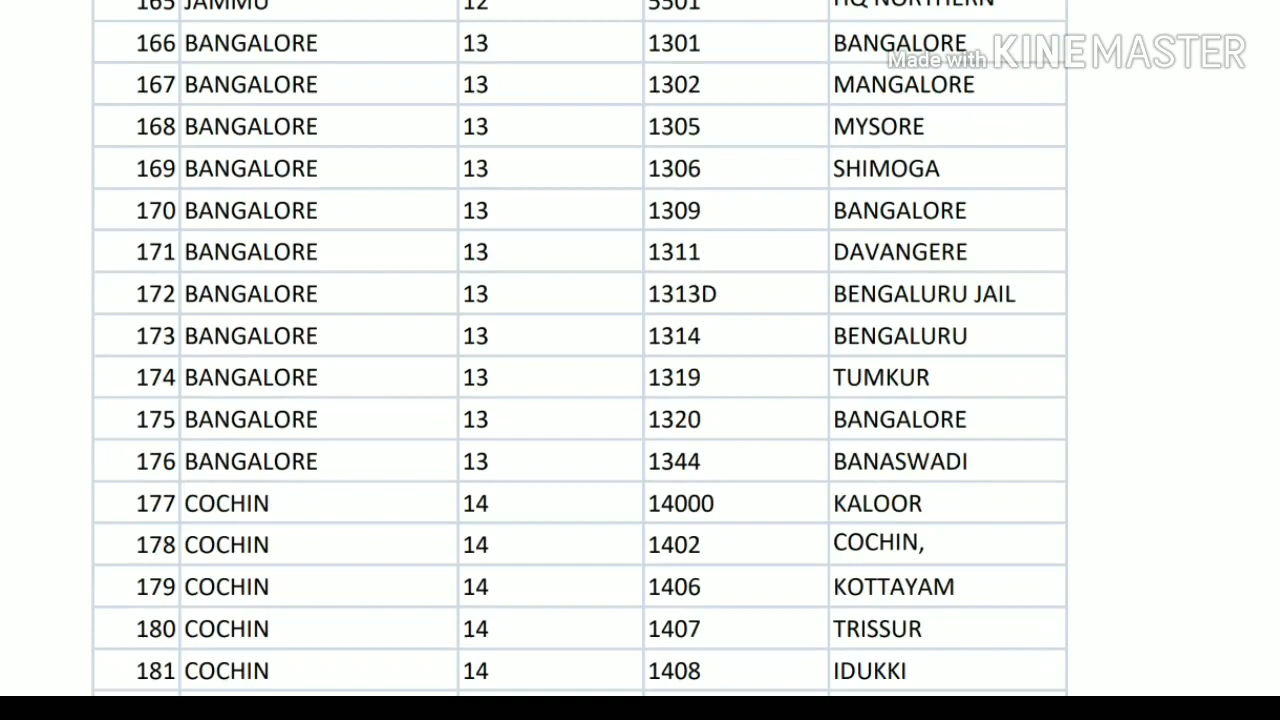 165 JAMMU 12 5501 HQ NORTHERN
166 BANGALORE 13 1301 BANGALORE
Made with KINEMASTER
167 BANGALORE 13 1302 MANGALORE
168 BANGALORE 13 1305 MYSORE
169 BANGALORE 13 1306 SHIMOGA
170 BANGALORE 13 1309 BANGALORE
171 BANGALORE 13 1311 DAVANGERE
172 BANGALORE 13 1313D BENGALURU JAIL
173 BANGALORE 13 1314 BENGALURU
174 BANGALORE 13 1319 TUMKUR
175 BANGALORE 13 1320 BANGALORE
176 BANGALORE 13 1344 BANASWADI
177 COCHIN 14 14000 KALOOR
178 COCHIN 14 1402 COCHIN,
179 COCHIN 14 1406 KOTTAYAM
180 COCHIN 14 1407 TRISSUR
181 COCHIN 14 1408 IDUKKI